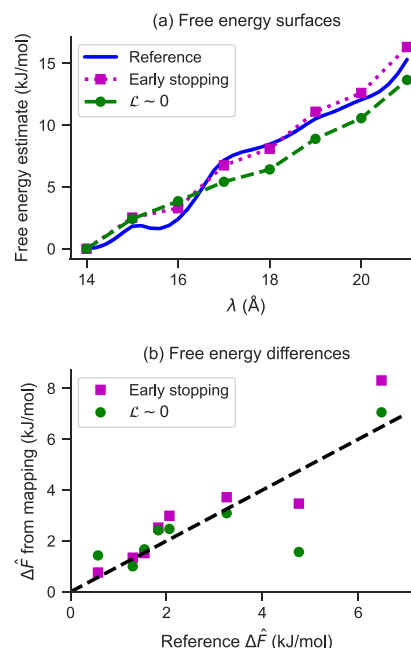 (a) Free energy surfaces
Free energy estimate (kJ/mol)
15
10
5
0
Reference
Early stopping
ℒ ~ 0
14
16
18
20
λ (Å)
(b) Free energy differences
ΔF̂ from mapping (kJ/mol)
8
6
4
2
0
Early stopping
ℒ ~ 0
0
2
4
6
Reference ΔF̂ (kJ/mol)